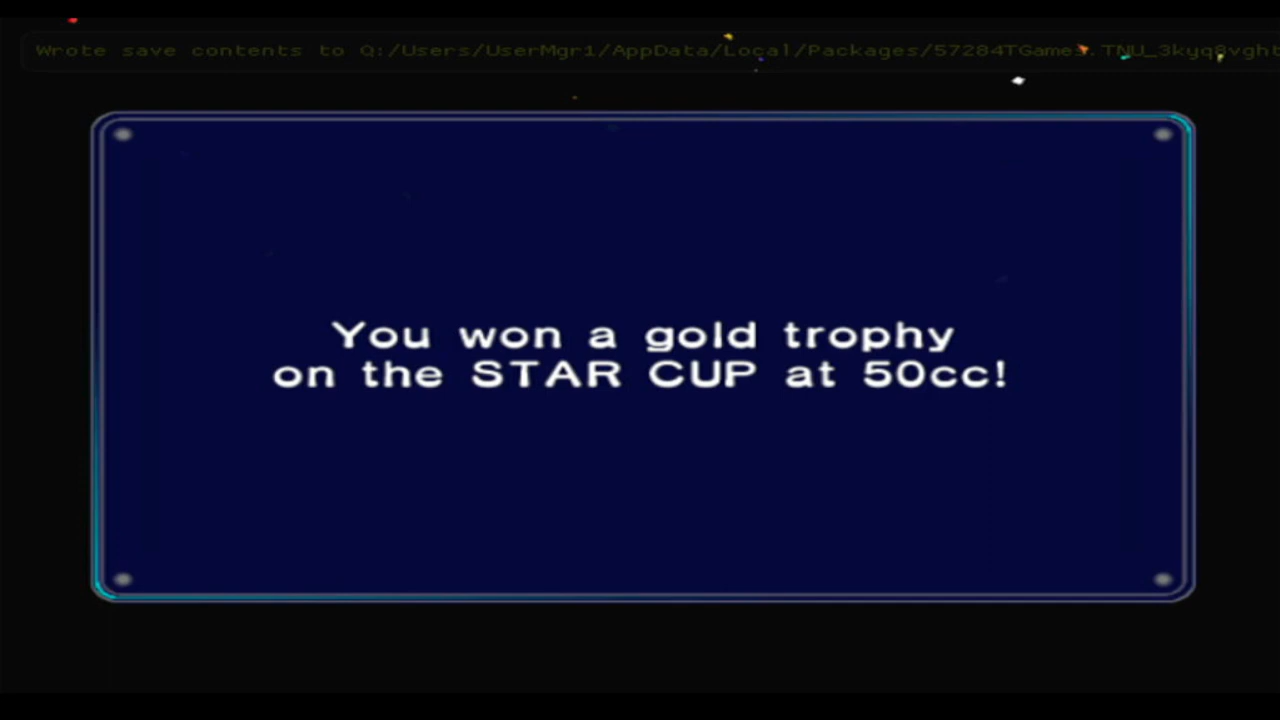 Wrote save contents to Q:/Users/UserMgr1/AppData/Local/Packages/57284TGames.TNU_3kyq8vgh
You won a gold trophy
on the STAR CUP at 50cc!